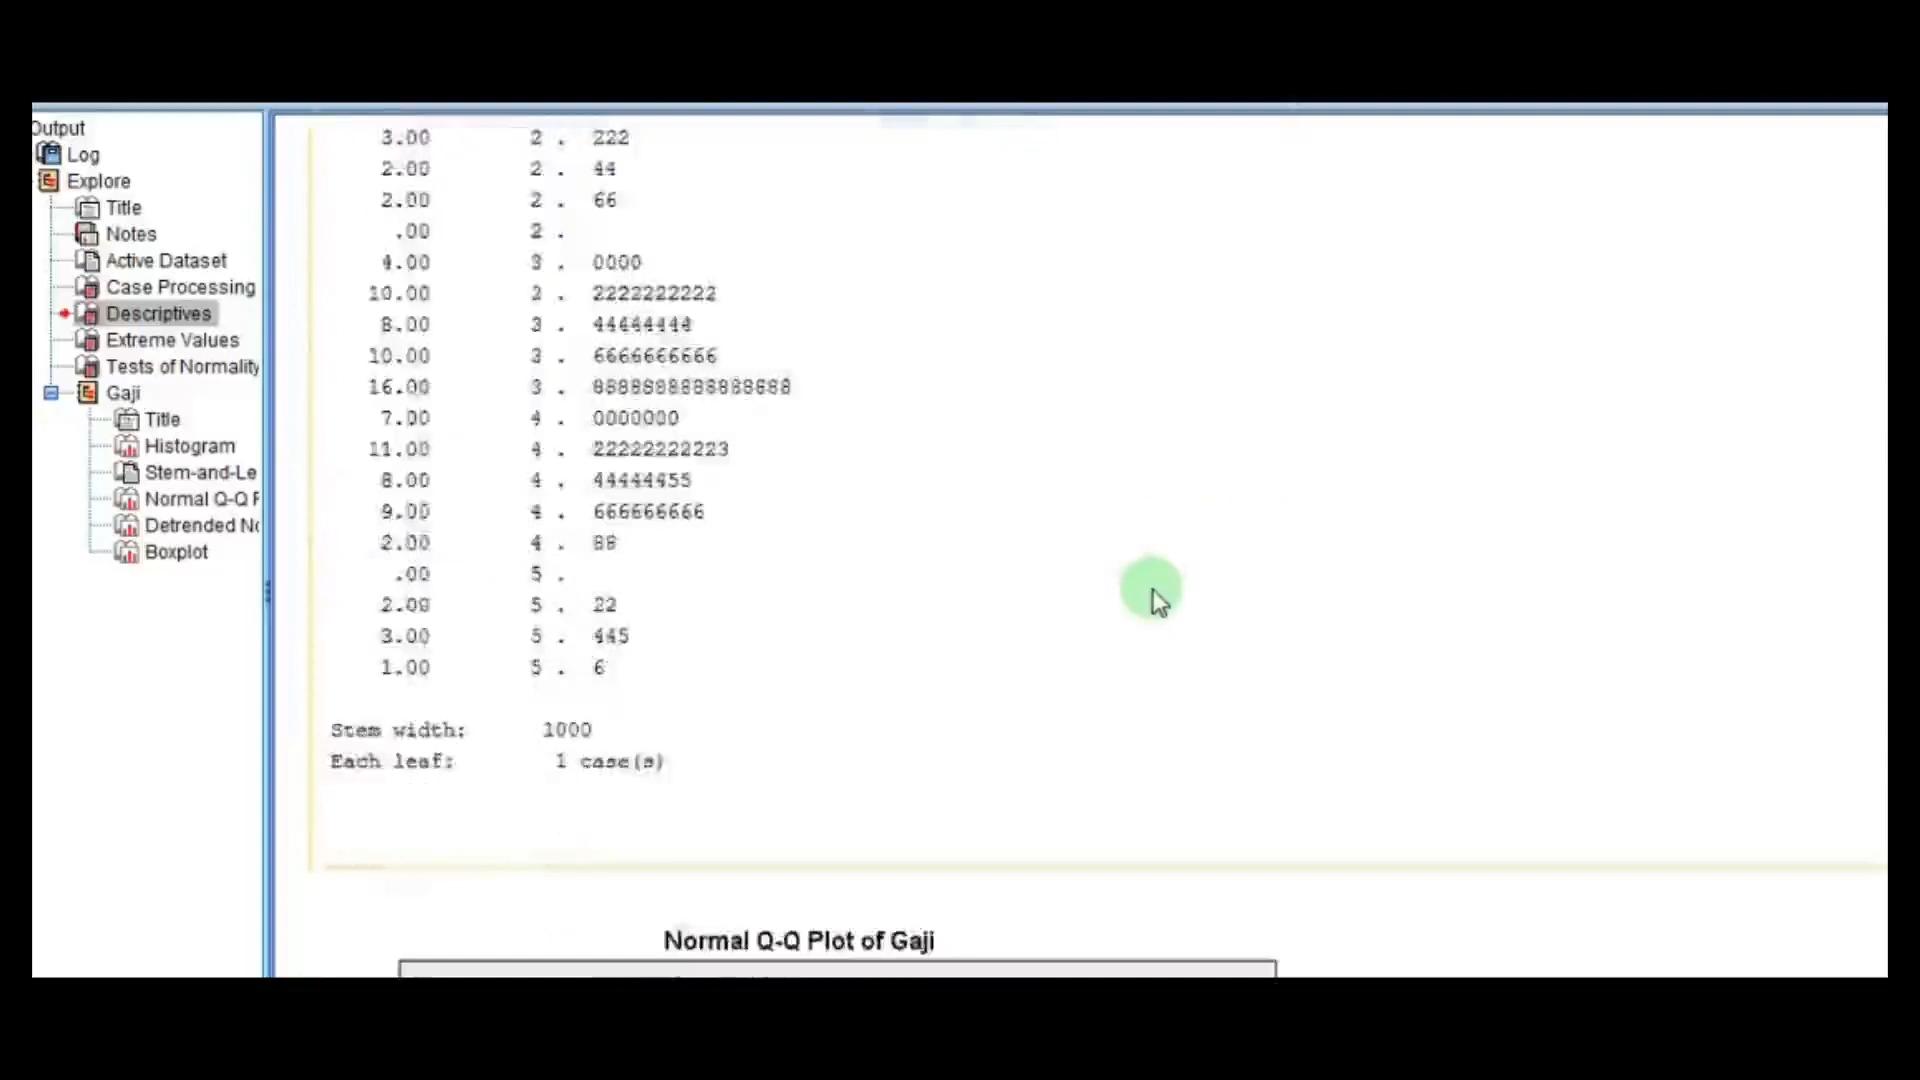 Output
Log
Explore
Title
Notes
Active Dataset
Case Processing
Descriptives
Extreme Values
Tests of Normality
Gaji
Title
Histogram
Stem-and-Le
Normal Q-Q F
Detrended No
Boxplot
3.00 2 . 222
2.00 2 . 44
2.00 2 . 66
.00 2 .
4.00 3 . 0000
10.00 3 . 2222222222
8.00 3 . 44444444
10.00 3 . 6666666666
16.00 3 . 8888888888888888
7.00 4 . 0000000
11.00 4 . 22222222223
8.00 4 . 44444455
9.00 4 . 666666666
2.00 4 . 88
.00 5 .
2.00 5 . 22
3.00 5 . 445
1.00 5 . 6
Stem width: 1000
Each leaf: 1 case(s)
Normal Q-Q Plot of Gaji